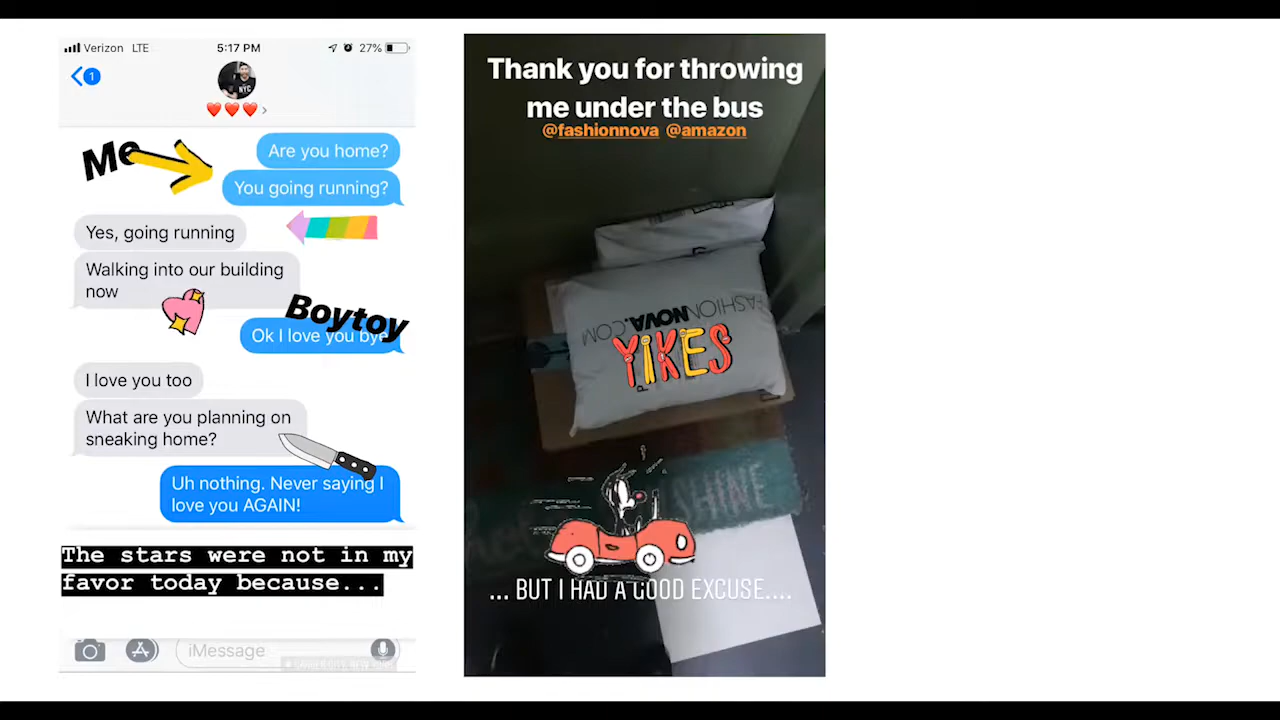 Verizon LTE 5:17 PM 27%
1
Me
Are you home?
You going running?
Yes, going running
Walking into our building
now
Boytoy
Ok I love you bye
I love you too
What are you planning on
sneaking home?
Uh nothing. Never saying I
love you AGAIN!
The stars were not in my
favor today because...
iMessage
Thank you for throwing
me under the bus
@fashionnova @amazon
FASHIONNOVA.COM
YIKES
SHINE
... BUT I HAD A GOOD EXCUSE....